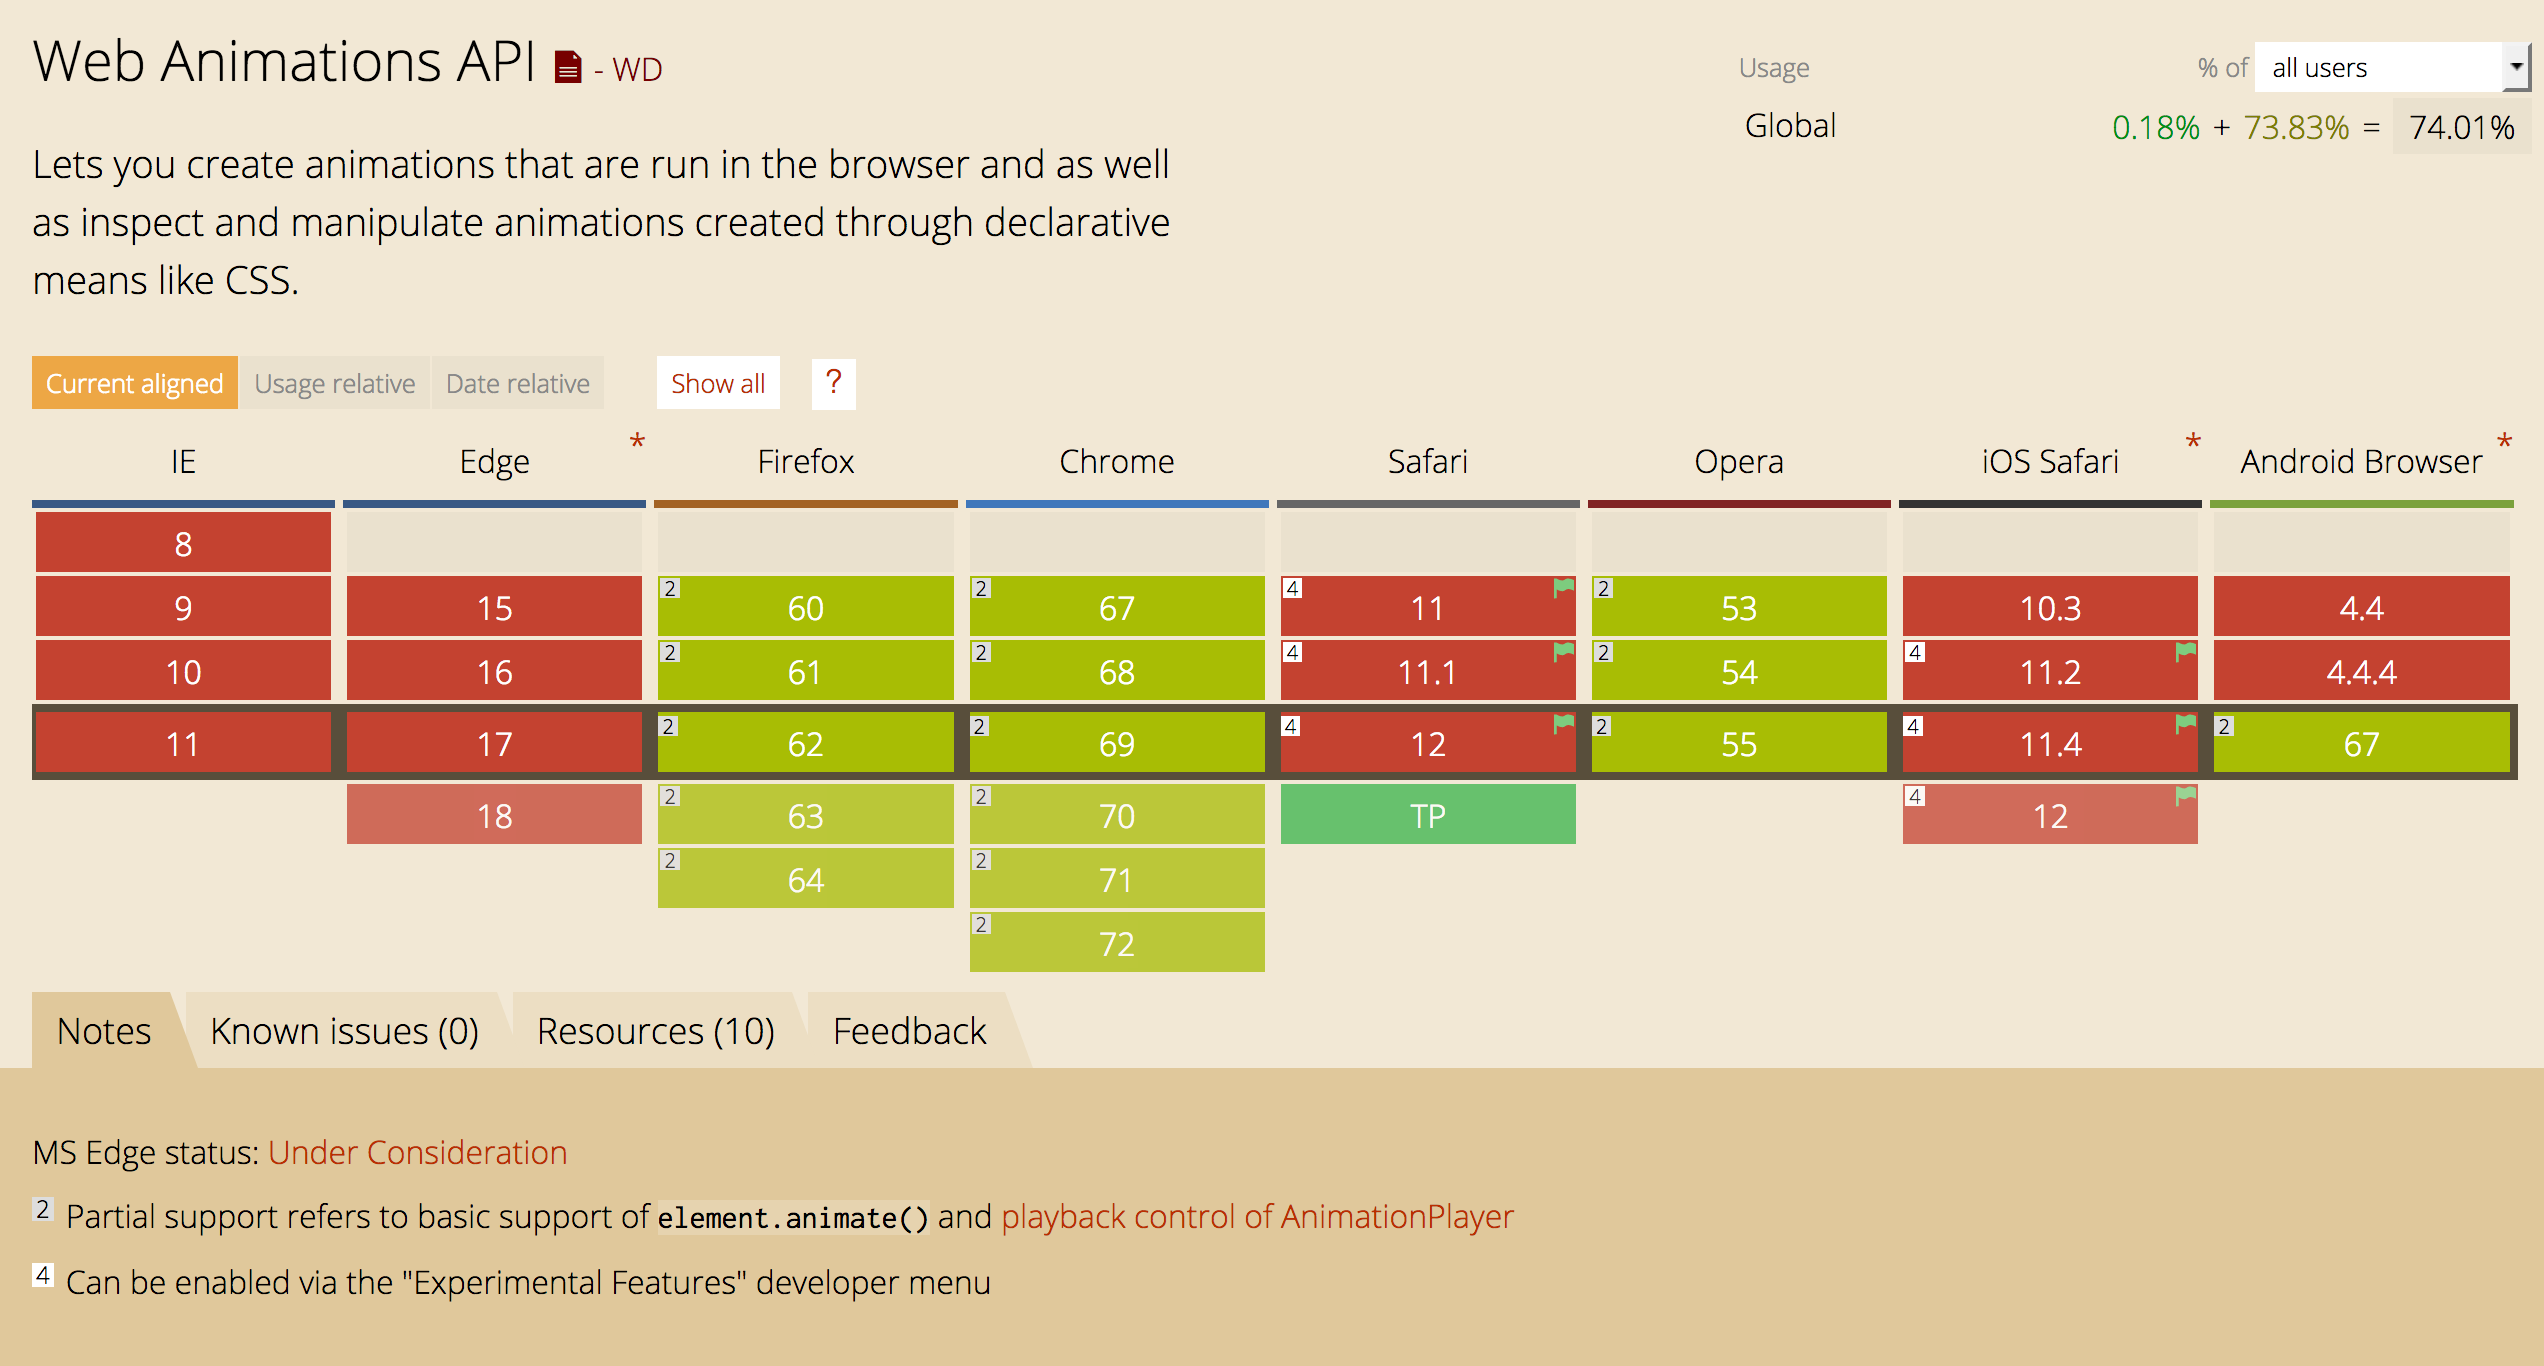 Web Animations API - WD
Usage % of all users
Global 0.18% + 73.83% = 74.01%
Lets you create animations that are run in the browser and as well
as inspect and manipulate animations created through declarative
means like CSS.
Current aligned Usage relative Date relative Show all ?
IE Edge * Firefox Chrome Safari Opera iOS Safari * Android Browser *
8
9 15 2 60 2 67 4 11 2 53 10.3 4.4
10 16 2 61 2 68 4 11.1 2 54 4 11.2 4.4.4
11 17 2 62 2 69 4 12 2 55 4 11.4 2 67
18 2 63 2 70 TP 4 12
2 64 2 71
2 72
Notes Known issues (0) Resources (10) Feedback
MS Edge status: Under Consideration
2 Partial support refers to basic support of element.animate() and playback control of AnimationPlayer
4 Can be enabled via the "Experimental Features" developer menu